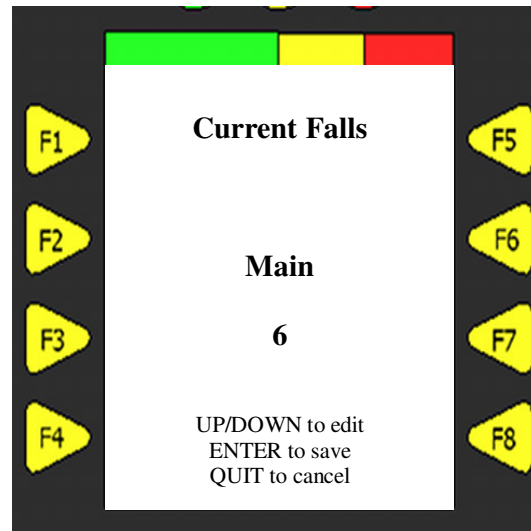 Current Falls
F1
F5
F2
F6
Main
F3
6
F7
UP/DOWN to edit
F4
ENTER to save
F8
QUIT to cancel